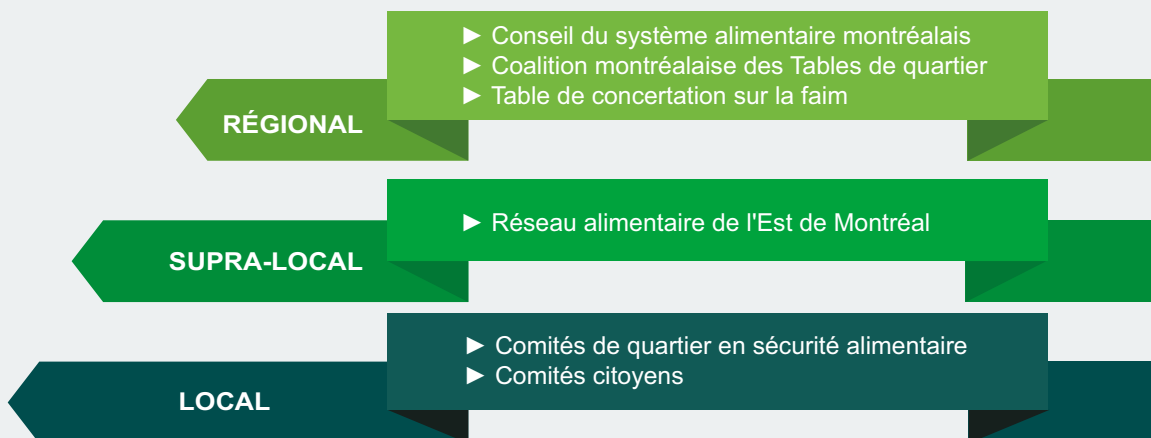 ► Conseil du système alimentaire montréalais
► Coalition montréalaise des Tables de quartier
► Table de concertation sur la faim
RÉGIONAL
► Réseau alimentaire de l'Est de Montréal
SUPRA-LOCAL
► Comités de quartier en sécurité alimentaire
► Comités citoyens
LOCAL